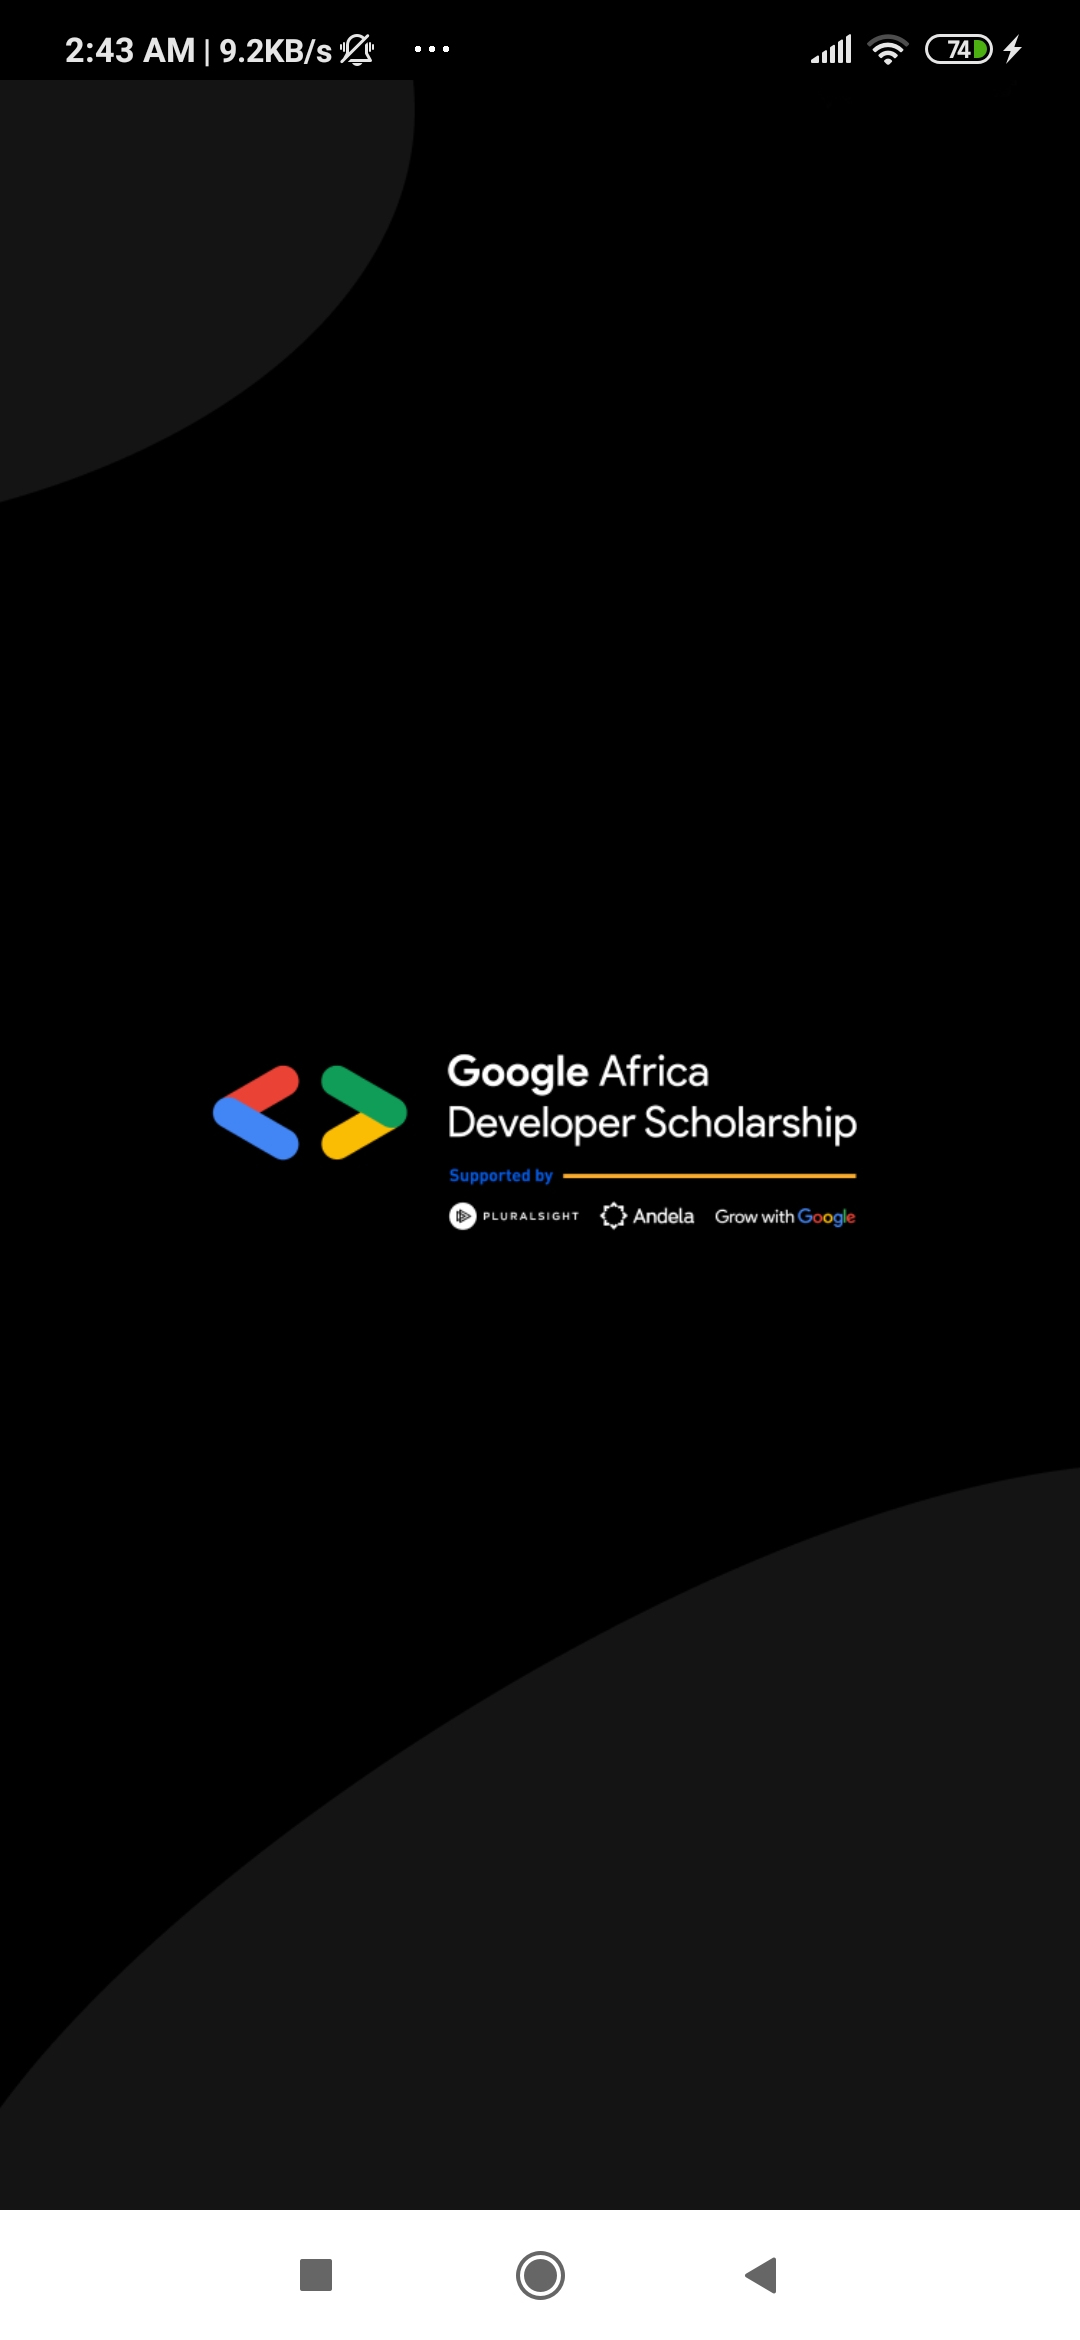 2:43 AM | 9.2KB/s
74
Google Africa
Developer Scholarship
Supported by
PLURALSIGHT Andela Grow with Google